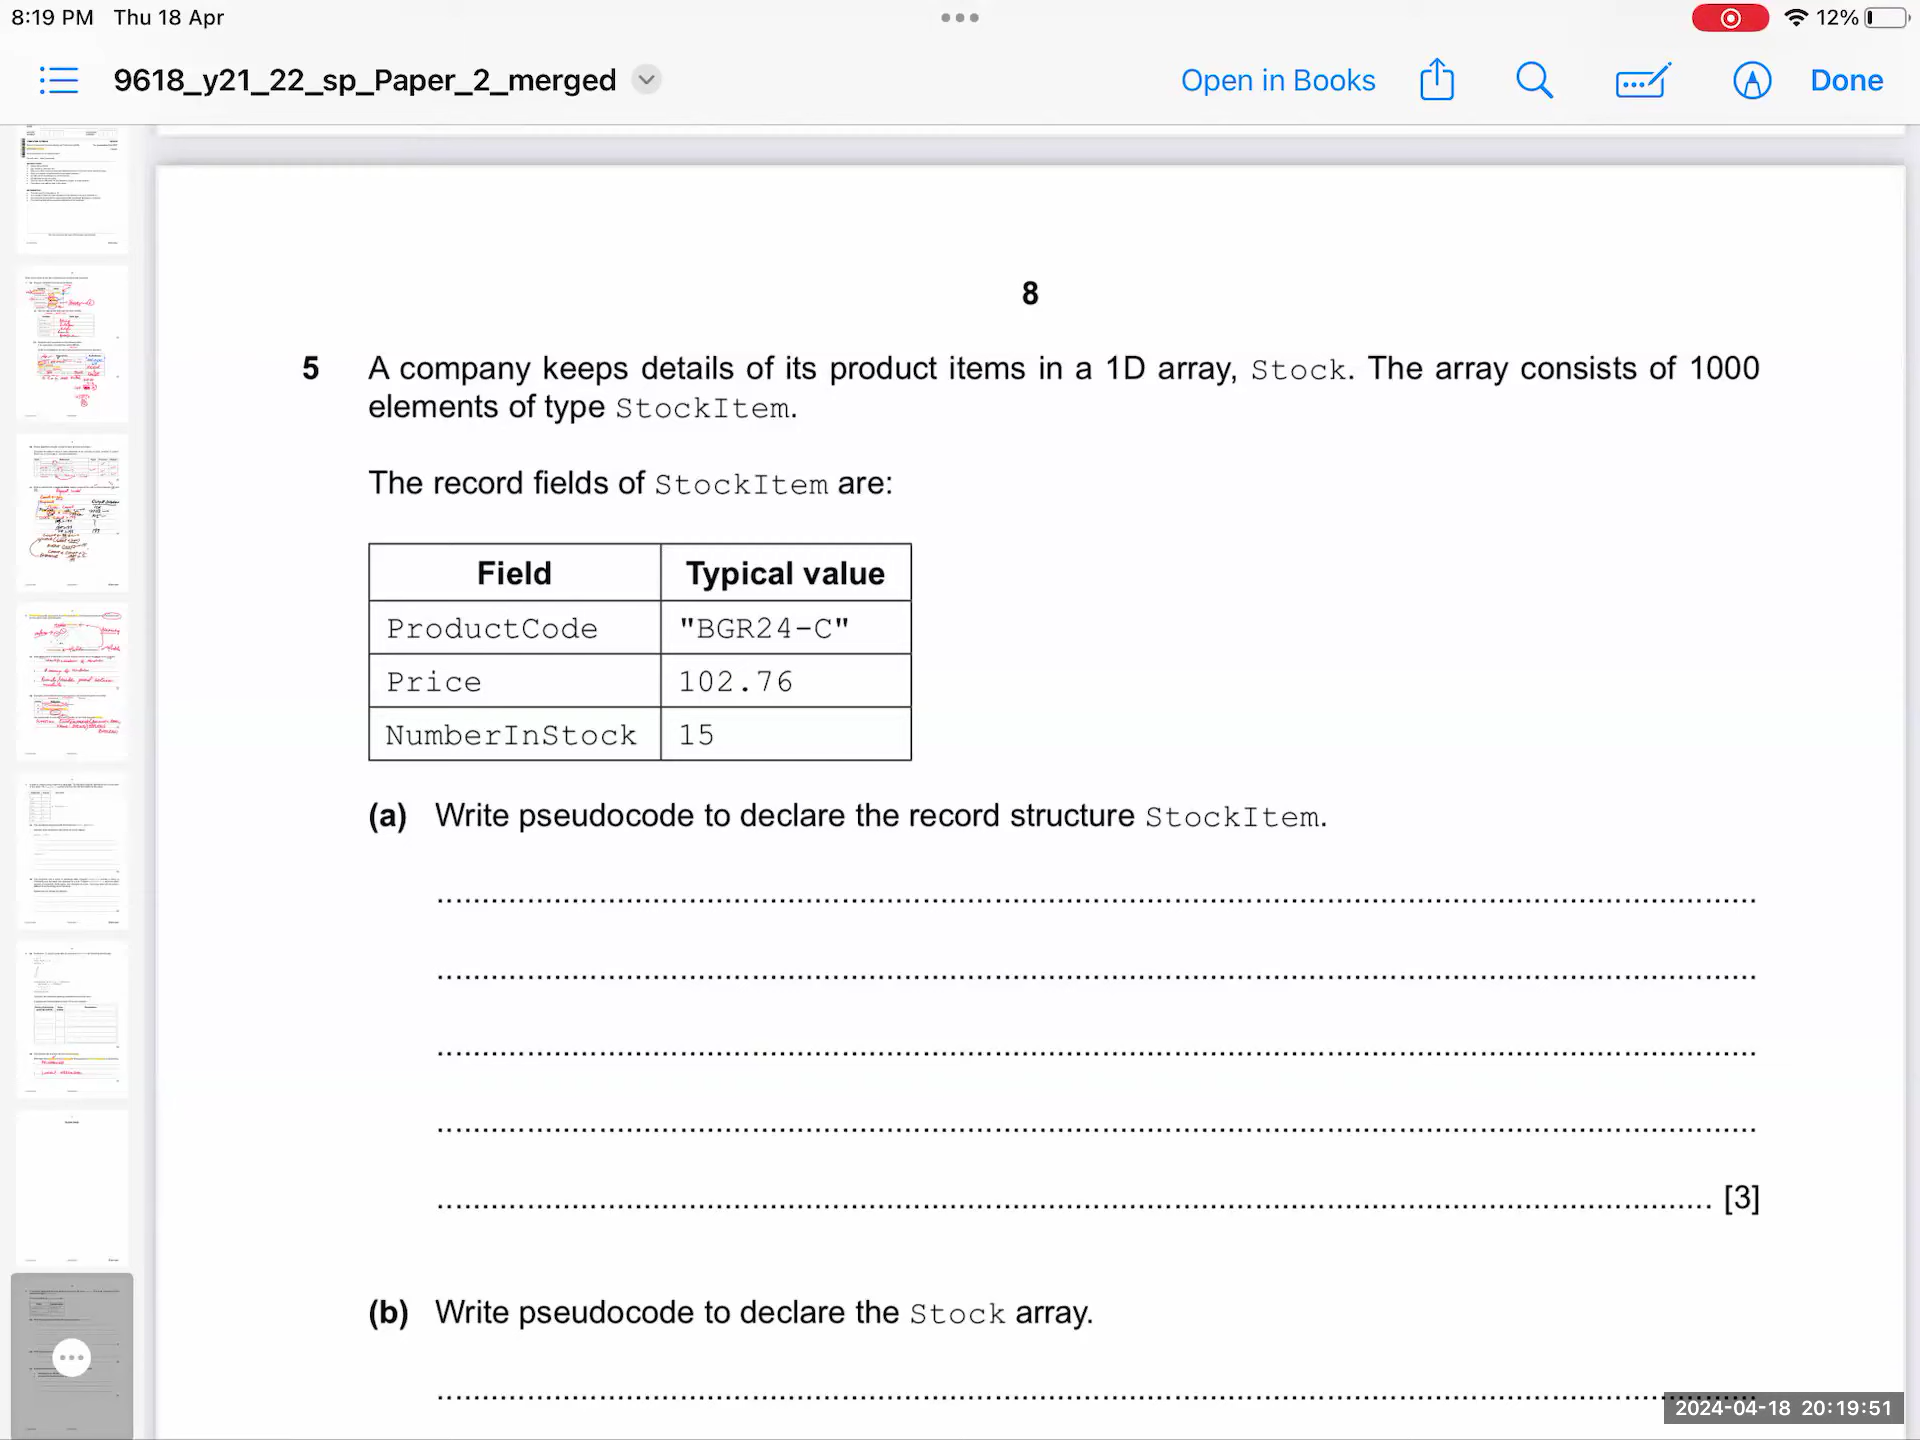 8:19 PM Thu 18 Apr
12%
9618_y21_22_sp_Paper_2_merged
Open in Books
Done
8
5 A company keeps details of its product items in a 1D array, Stock. The array consists of 1000
elements of type StockItem.
The record fields of StockItem are:
Field Typical value
ProductCode "BGR24-C"
Price 102.76
NumberInStock 15
(a) Write pseudocode to declare the record structure StockItem.
[3]
(b) Write pseudocode to declare the Stock array.
2024-04-18 20:19:51